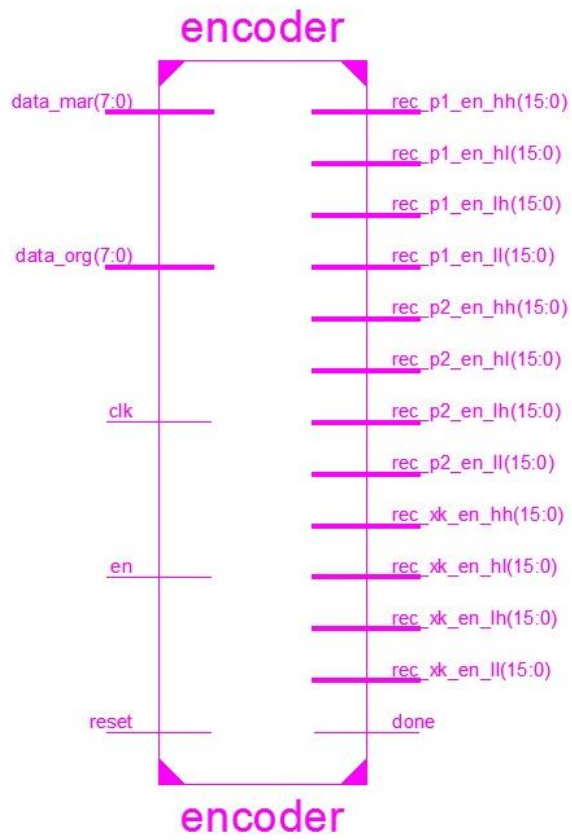 encoder
data_mar(7:0)
rec_p1_en_hh(15:0)
rec_p1_en_hl(15:0)
rec_p1_en_lh(15:0)
data_org(7:0)
rec_p1_en_ll(15:0)
rec_p2_en_hh(15:0)
rec_p2_en_hl(15:0)
clk
rec_p2_en_lh(15:0)
rec_p2_en_ll(15:0)
rec_xk_en_hh(15:0)
en
rec_xk_en_hl(15:0)
rec_xk_en_lh(15:0)
rec_xk_en_ll(15:0)
reset
done
encoder